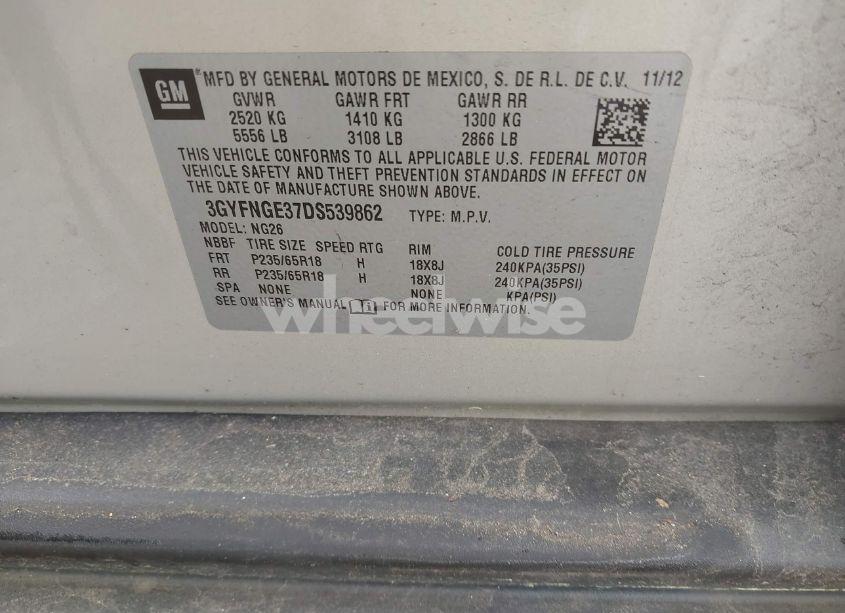 GM ® MFD BY GENERAL MOTORS DE MEXICO, S. DE R.L. DE C.V. 11/12
GVWR GAWR FRT GAWR RR
2520 KG 1410 KG 1300 KG
5556 LB 3108 LB 2866 LB
THIS VEHICLE CONFORMS TO ALL APPLICABLE U.S. FEDERAL MOTOR
VEHICLE SAFETY AND THEFT PREVENTION STANDARDS IN EFFECT ON
THE DATE OF MANUFACTURE SHOWN ABOVE.
3GYFNGE37DS539862 TYPE: M.P.V.
MODEL: NG26
NBBF TIRE SIZE SPEED RTG RIM COLD TIRE PRESSURE
FRT P235/65R18 H 18X8J 240KPA(35PSI)
RR P235/65R18 H 18X8J 240KPA(35PSI)
SPA NONE NONE KPA(PSI)
SEE OWNER'S MANUAL FOR MORE INFORMATION.
wheelwise